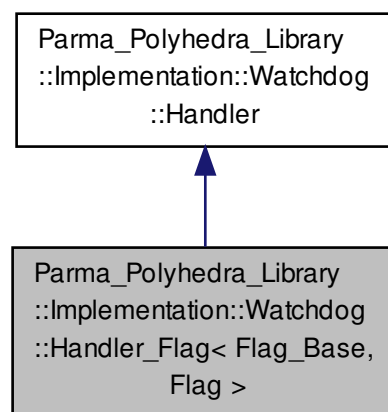 Parma_Polyhedra_Library
::Implementation::Watchdog
::Handler
Parma_Polyhedra_Library
::Implementation::Watchdog
::Handler_Flag< Flag_Base,
Flag >